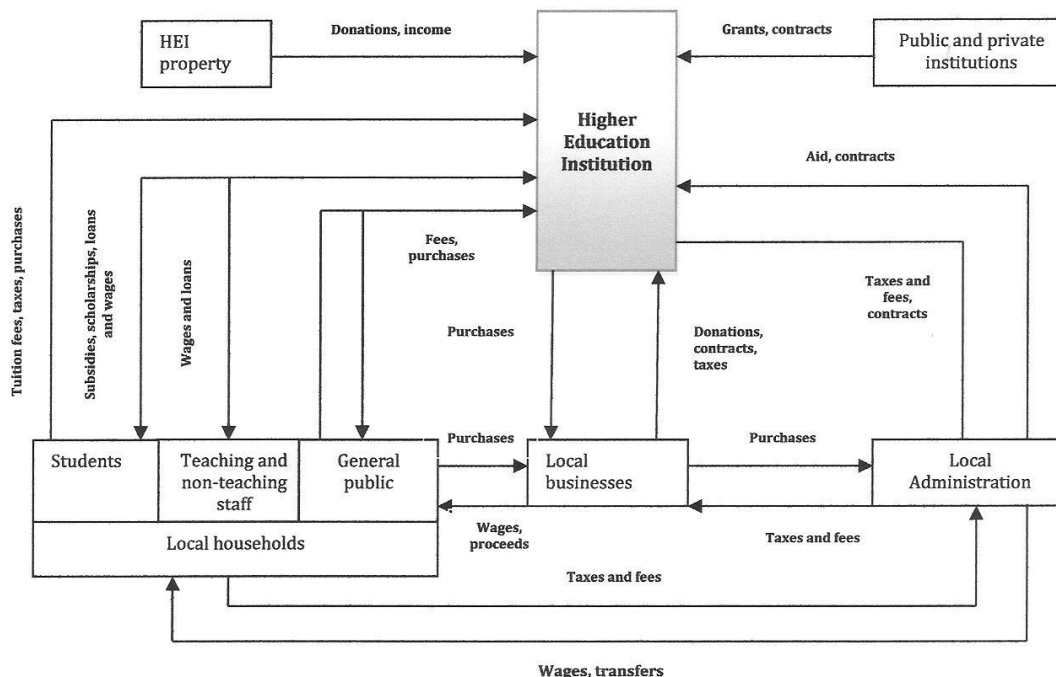 HEI
property
Donations, income
Grants, contracts
Public and private
institutions
Higher
Education
Institution
Aid, contracts
Tuition fees, taxes, purchases
Subsidies, scholarships, loans
and wages
Wages and loans
Fees,
purchases
Purchases
Donations,
contracts,
taxes
Taxes and
fees,
contracts
Students
Teaching and
non-teaching
staff
General
public
Purchases
Local
businesses
Purchases
Local
Administration
Local households
Wages,
proceeds
Taxes and fees
Taxes and fees
Wages, transfers